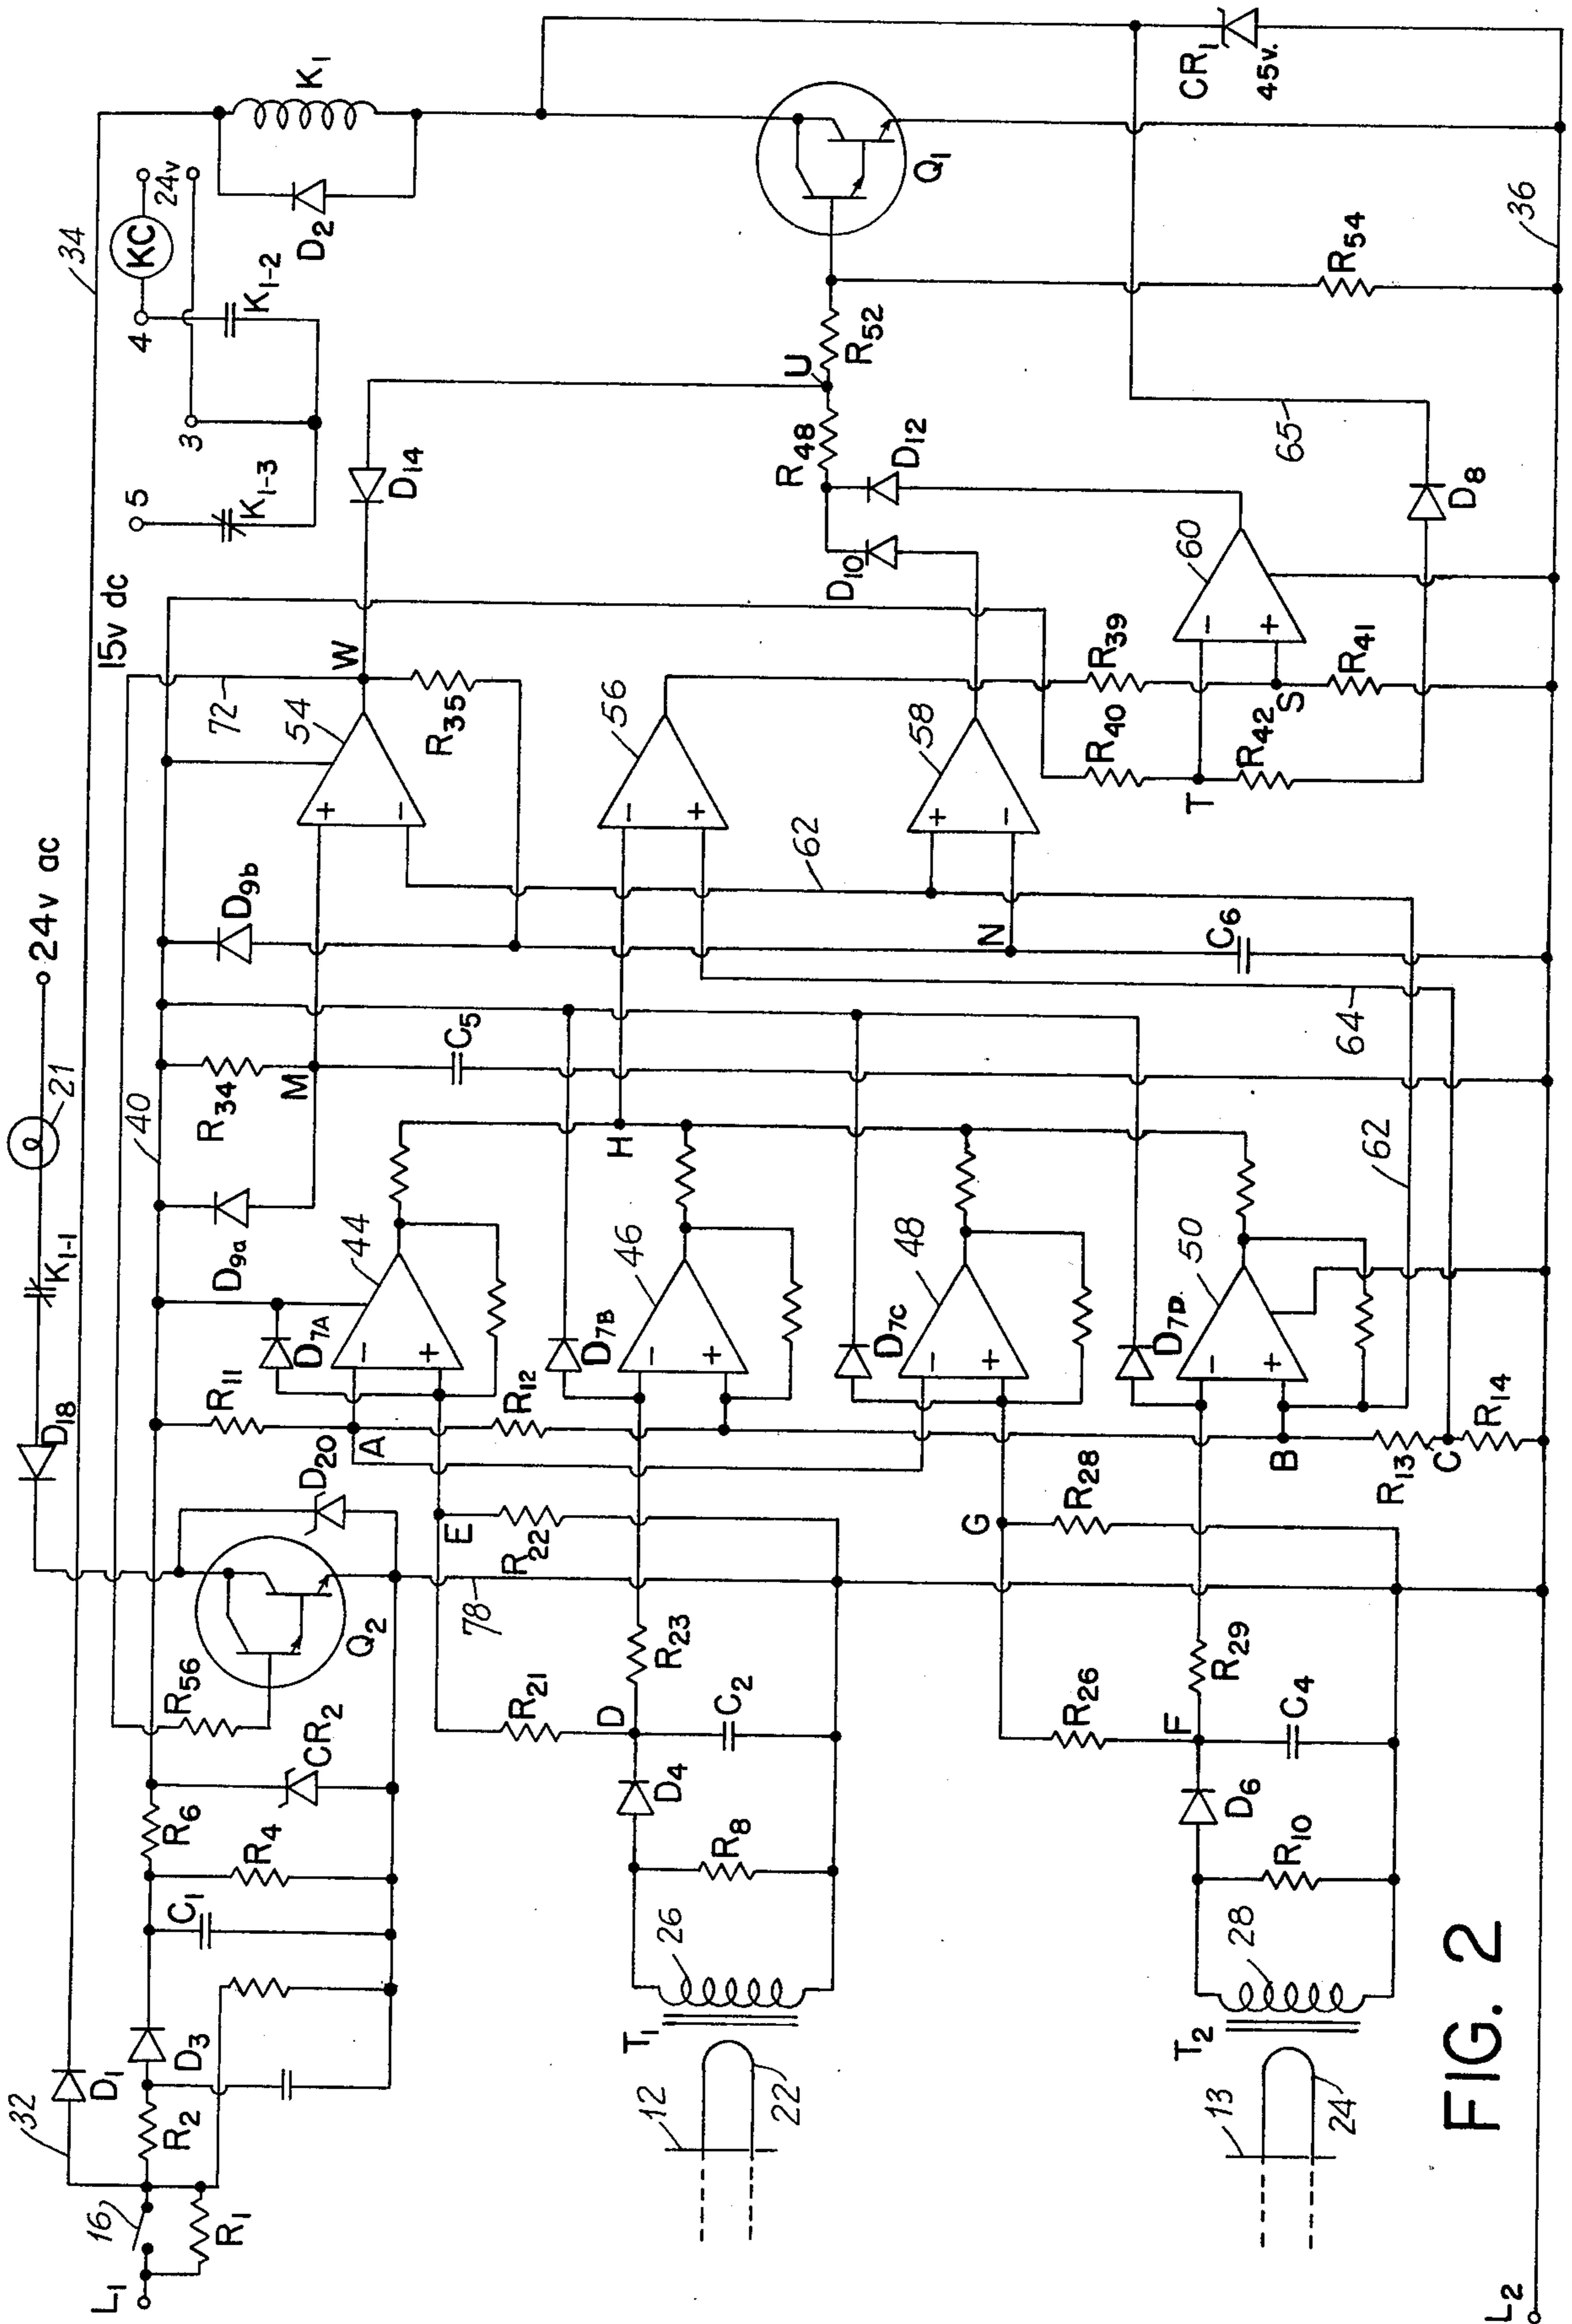 24v ac
21
D18
K1-1
34
15v dc
32
D1
L1
16
R1
R2
D3
C1
R4
R6
CR2
R56
Q2
D20
R11
40
D9a
R34
M
D9b
72
W
54
R35
D14
5
K1-3
3
4
K1-2
KC
24v
D2
K1
44
D7A
A
R12
E
R22
78
R21
H
C5
62
56
U
R48
R52
Q1
D10
D12
58
N
C6
46
D7B
D
R23
C2
D4
R8
26
T1
12
22
48
D7C
G
R28
R26
64
62
R40
R39
T
R42
S
R41
60
65
D8
R54
CR1
45v.
36
50
D7D
B
R13
C
R14
F
R29
C4
D6
R10
28
T2
13
24
L2
FIG. 2
+
−
+
−
−
+
−
+
−
+
−
+
−
+
−
+